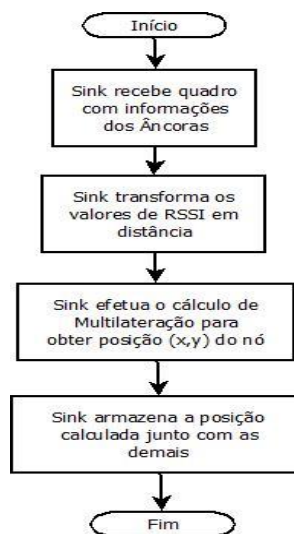 Início
Sink recebe quadro
com informações
dos Âncoras
Sink transforma os
valores de RSSI em
distância
Sink efetua o cálculo de
Multilateração para
obter posição (x,y) do nó
Sink armazena a posição
calculada junto com as
demais
Fim